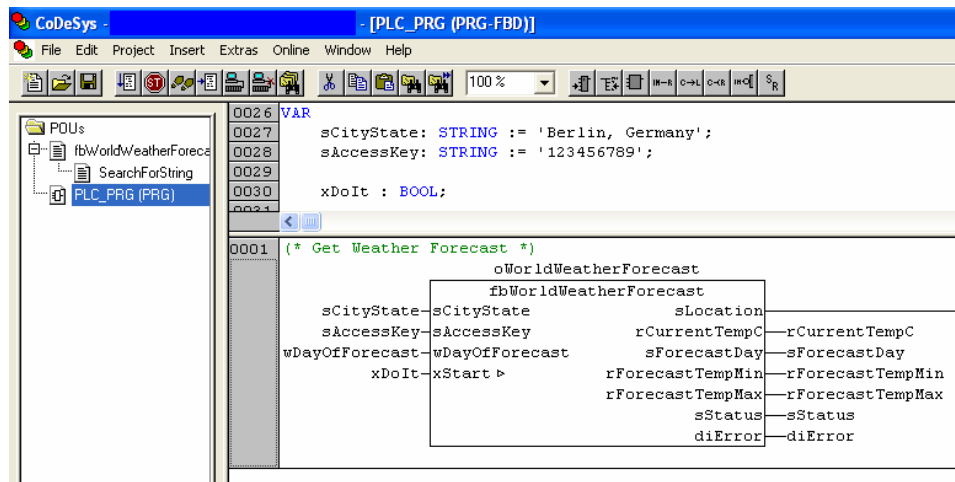 CoDeSys - - [PLC_PRG (PRG-FBD)]
File Edit Project Insert Extras Online Window Help
100 %
POUs
fbWorldWeatherForeca
SearchForString
PLC_PRG (PRG)
0026 VAR
0027 sCityState: STRING := 'Berlin, Germany';
0028 sAccessKey: STRING := '123456789';
0029
0030 xDoIt : BOOL;
0031
0001 (* Get Weather Forecast *)
oWorldWeatherForecast
fbWorldWeatherForecast
sCityState sCityState sLocation
sAccessKey sAccessKey rCurrentTempC rCurrentTempC
wDayOfForecast wDayOfForecast sForecastDay sForecastDay
xDoIt xStart rForecastTempMin rForecastTempMin
rForecastTempMax rForecastTempMax
sStatus sStatus
diError diError